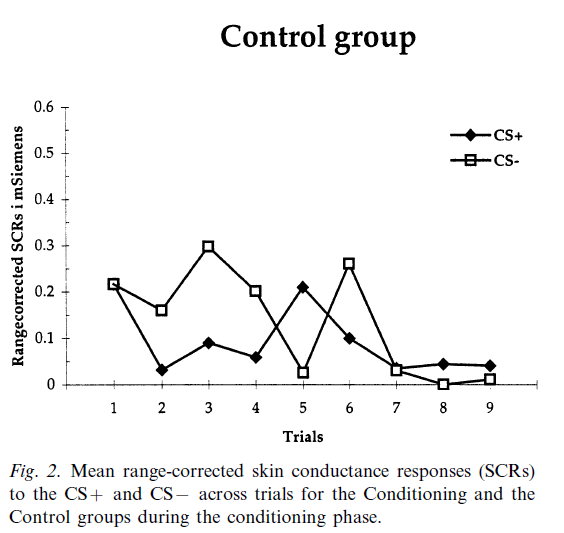 Control group
Rangecorrected SCRs i mSiemens
0.6
0.5
0.4
0.3
0.2
0.1
0
CS+
CS-
1 2 3 4 5 6 7 8 9
Trials
Fig. 2. Mean range-corrected skin conductance responses (SCRs)
to the CS+ and CS− across trials for the Conditioning and the
Control groups during the conditioning phase.